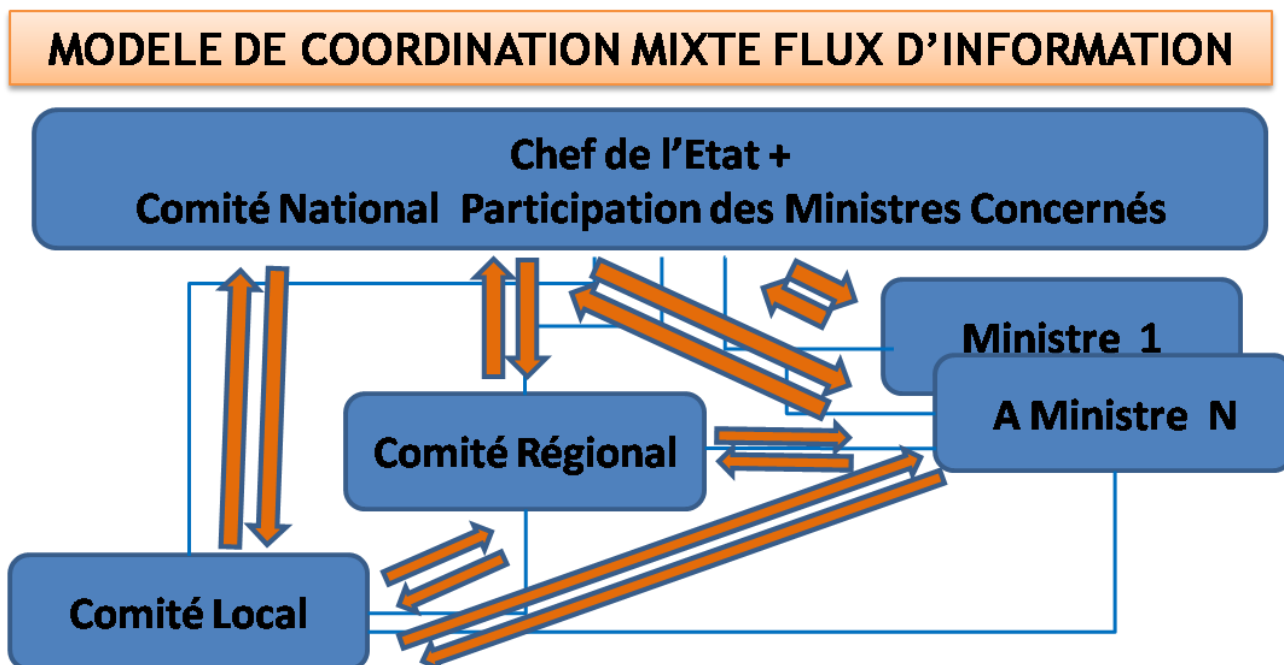 MODELE DE COORDINATION MIXTE FLUX D’INFORMATION
Chef de l’Etat +
Comité National Participation des Ministres Concernés
Ministre 1
A Ministre N
Comité Régional
Comité Local